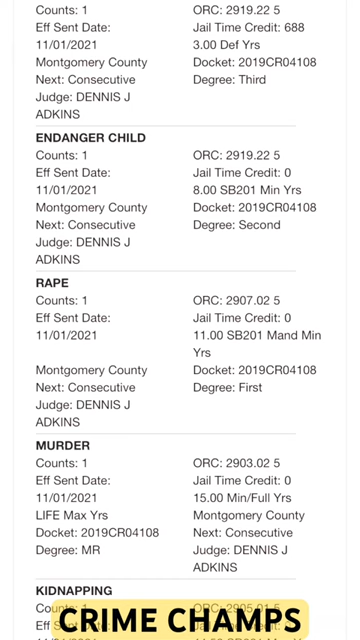 Counts: 1 ORC: 2919.22 5
Eff Sent Date: Jail Time Credit: 688
11/01/2021 3.00 Def Yrs
Montgomery County Docket: 2019CR04108
Next: Consecutive Degree: Third
Judge: DENNIS J
ADKINS
ENDANGER CHILD
Counts: 1 ORC: 2919.22 5
Eff Sent Date: Jail Time Credit: 0
11/01/2021 8.00 SB201 Min Yrs
Montgomery County Docket: 2019CR04108
Next: Consecutive Degree: Second
Judge: DENNIS J
ADKINS
RAPE
Counts: 1 ORC: 2907.02 5
Eff Sent Date: Jail Time Credit: 0
11/01/2021 11.00 SB201 Mand Min
Yrs
Montgomery County Docket: 2019CR04108
Next: Consecutive Degree: First
Judge: DENNIS J
ADKINS
MURDER
Counts: 1 ORC: 2903.02 5
Eff Sent Date: Jail Time Credit: 0
11/01/2021 15.00 Min/Full Yrs
LIFE Max Yrs Montgomery County
Docket: 2019CR04108 Next: Consecutive
Degree: MR Judge: DENNIS J
ADKINS
KIDNAPPING
CRIME CHAMPS